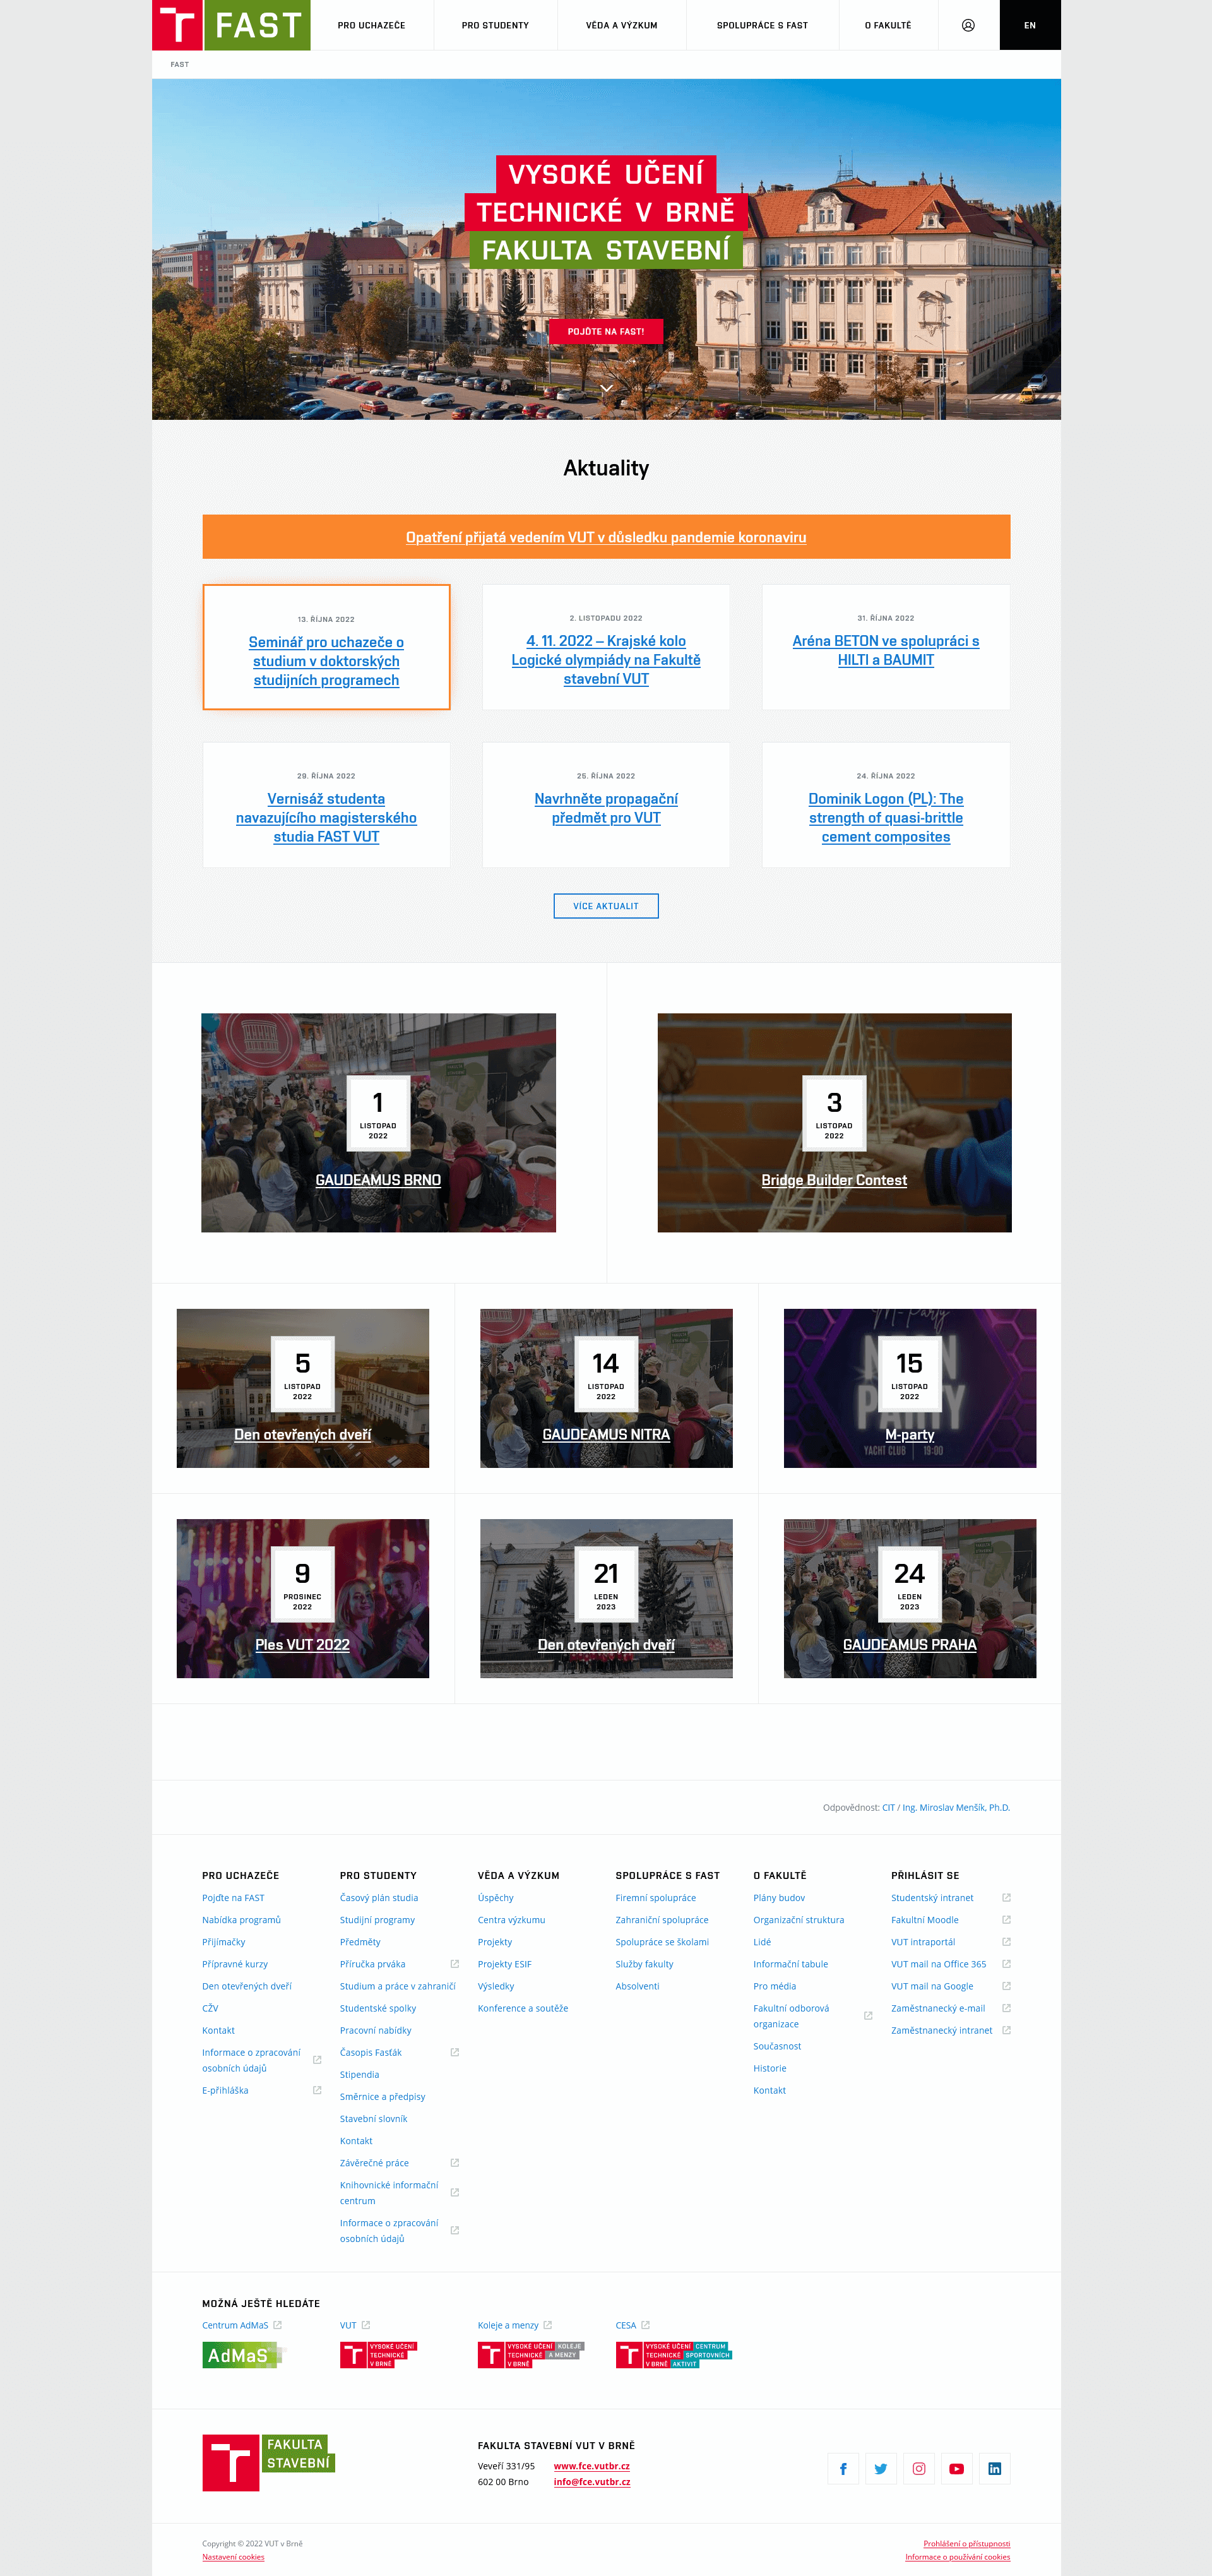 FAST
PRO UCHAZEČE
PRO STUDENTY
VĚDA A VÝZKUM
SPOLUPRÁCE S FAST
O FAKULTĚ
EN
FAST
VYSOKÉ UČENÍ
TECHNICKÉ V BRNĚ
FAKULTA STAVEBNÍ
POJĎTE NA FAST!
Aktuality
Opatření přijatá vedením VUT v důsledku pandemie koronaviru
13. ŘÍJNA 2022
Seminář pro uchazeče o
studium v doktorských
studijních programech
2. LISTOPADU 2022
4. 11. 2022 – Krajské kolo
Logické olympiády na Fakultě
stavební VUT
31. ŘÍJNA 2022
Aréna BETON ve spolupráci s
HILTI a BAUMIT
29. ŘÍJNA 2022
Vernisáž studenta
navazujícího magisterského
studia FAST VUT
25. ŘÍJNA 2022
Navrhněte propagační
předmět pro VUT
24. ŘÍJNA 2022
Dominik Logon (PL): The
strength of quasi-brittle
cement composites
VÍCE AKTUALIT
1
LISTOPAD
2022
GAUDEAMUS BRNO
3
LISTOPAD
2022
Bridge Builder Contest
5
LISTOPAD
2022
Den otevřených dveří
14
LISTOPAD
2022
GAUDEAMUS NITRA
M-Party
PARTY
15
LISTOPAD
2022
M-party
YACHT CLUB 19:00
9
PROSINEC
2022
Ples VUT 2022
21
LEDEN
2023
Den otevřených dveří
24
LEDEN
2023
GAUDEAMUS PRAHA
Odpovědnost: CIT / Ing. Miroslav Menšík, Ph.D.
PRO UCHAZEČE
Pojďte na FAST
Nabídka programů
Přijímačky
Přípravné kurzy
Den otevřených dveří
CŽV
Kontakt
Informace o zpracování
osobních údajů
E-přihláška
PRO STUDENTY
Časový plán studia
Studijní programy
Předměty
Příručka prváka
Studium a práce v zahraničí
Studentské spolky
Pracovní nabídky
Časopis Fasťák
Stipendia
Směrnice a předpisy
Stavební slovník
Kontakt
Závěrečné práce
Knihovnické informační
centrum
Informace o zpracování
osobních údajů
VĚDA A VÝZKUM
Úspěchy
Centra výzkumu
Projekty
Projekty ESIF
Výsledky
Konference a soutěže
SPOLUPRÁCE S FAST
Firemní spolupráce
Zahraniční spolupráce
Spolupráce se školami
Služby fakulty
Absolventi
O FAKULTĚ
Plány budov
Organizační struktura
Lidé
Informační tabule
Pro média
Fakultní odborová
organizace
Současnost
Historie
Kontakt
PŘIHLÁSIT SE
Studentský intranet
Fakultní Moodle
VUT intraportál
VUT mail na Office 365
VUT mail na Google
Zaměstnanecký e-mail
Zaměstnanecký intranet
MOŽNÁ JEŠTĚ HLEDÁTE
Centrum AdMaS
AdMaS
VUT
VYSOKÉ UČENÍ
TECHNICKÉ
V BRNĚ
Koleje a menzy
VYSOKÉ UČENÍ KOLEJE
TECHNICKÉ A MENZY
V BRNĚ
CESA
VYSOKÉ UČENÍ CENTRUM
TECHNICKÉ SPORTOVNÍCH
V BRNĚ AKTIVIT
FAKULTA
STAVEBNÍ
FAKULTA STAVEBNÍ VUT V BRNĚ
Veveří 331/95 www.fce.vutbr.cz
602 00 Brno info@fce.vutbr.cz
Copyright © 2022 VUT v Brně
Nastavení cookies
Prohlášení o přístupnosti
Informace o používání cookies